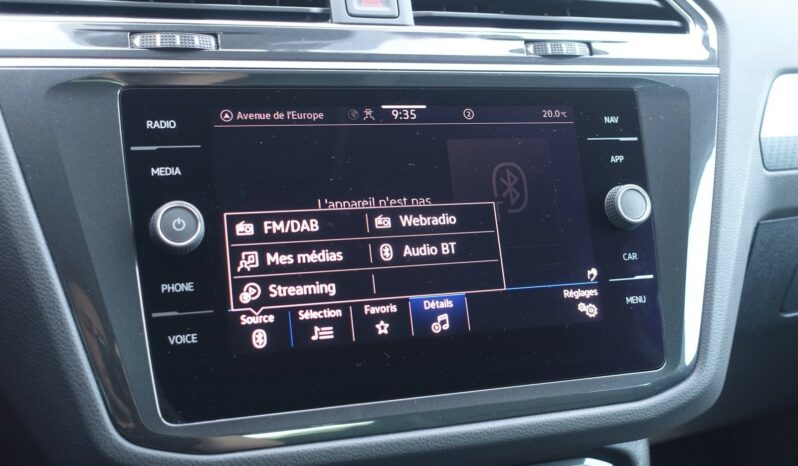 RADIO
MEDIA
PHONE
VOICE
Avenue de l'Europe 9:35 2 20.0°C
L'appareil n'est pas
FM/DAB Webradio
Mes médias Audio BT
Streaming
Source Sélection Favoris Détails Réglages
NAV
APP
CAR
MENU